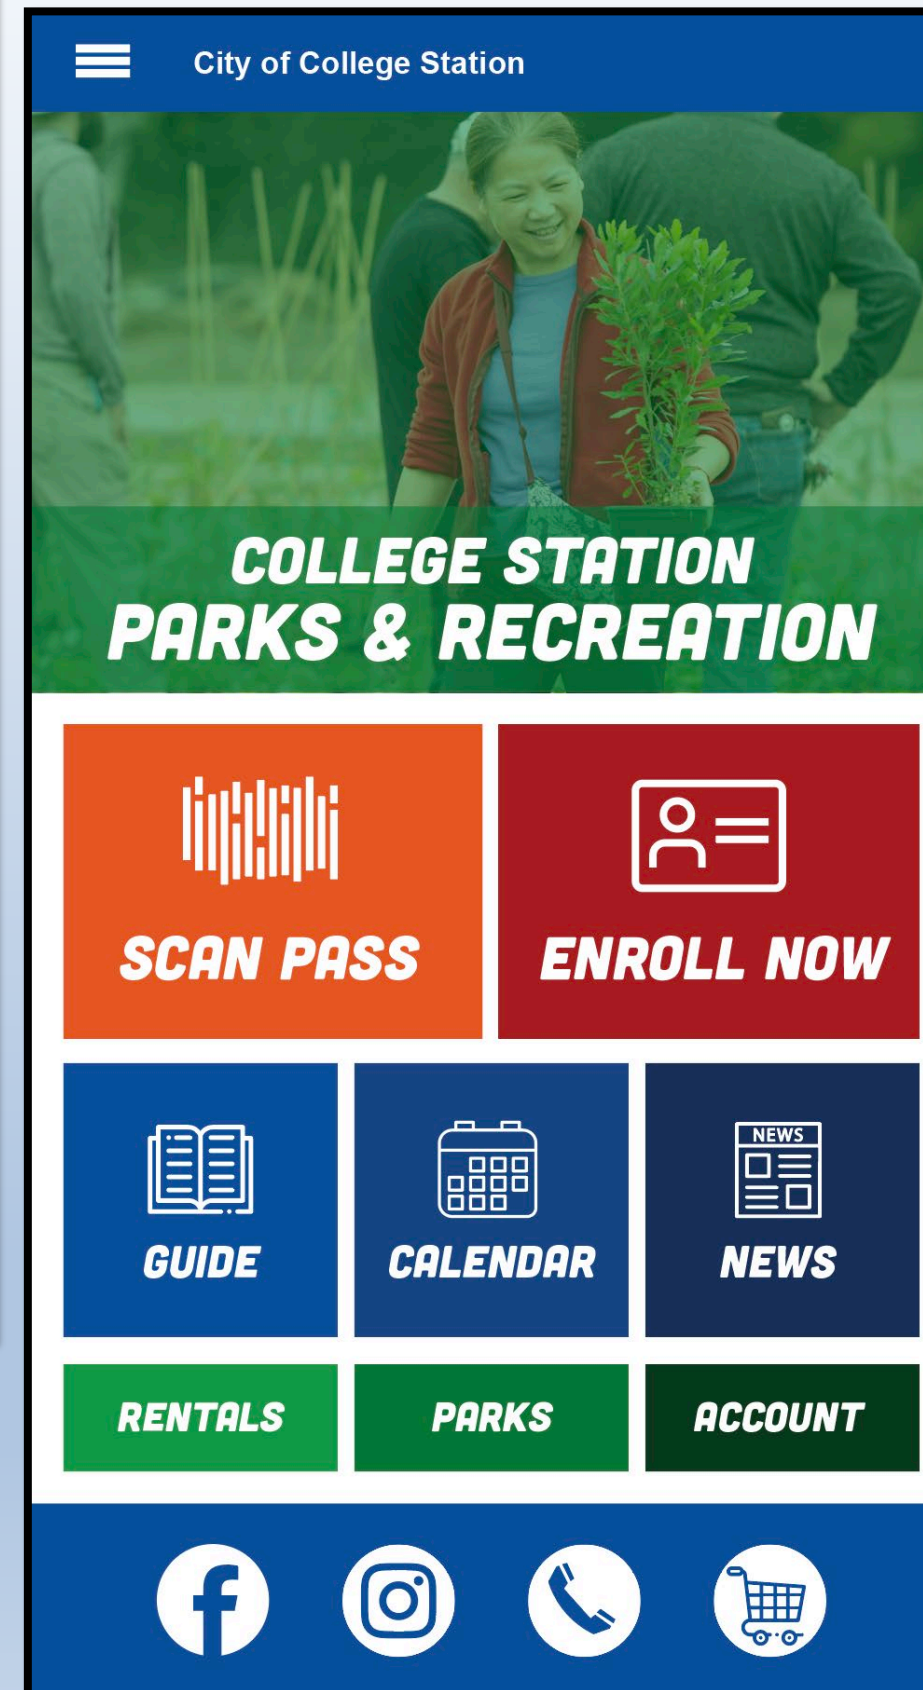 City of College Station
COLLEGE STATION
PARKS & RECREATION
SCAN PASS
ENROLL NOW
GUIDE
CALENDAR
NEWS
NEWS
RENTALS
PARKS
ACCOUNT